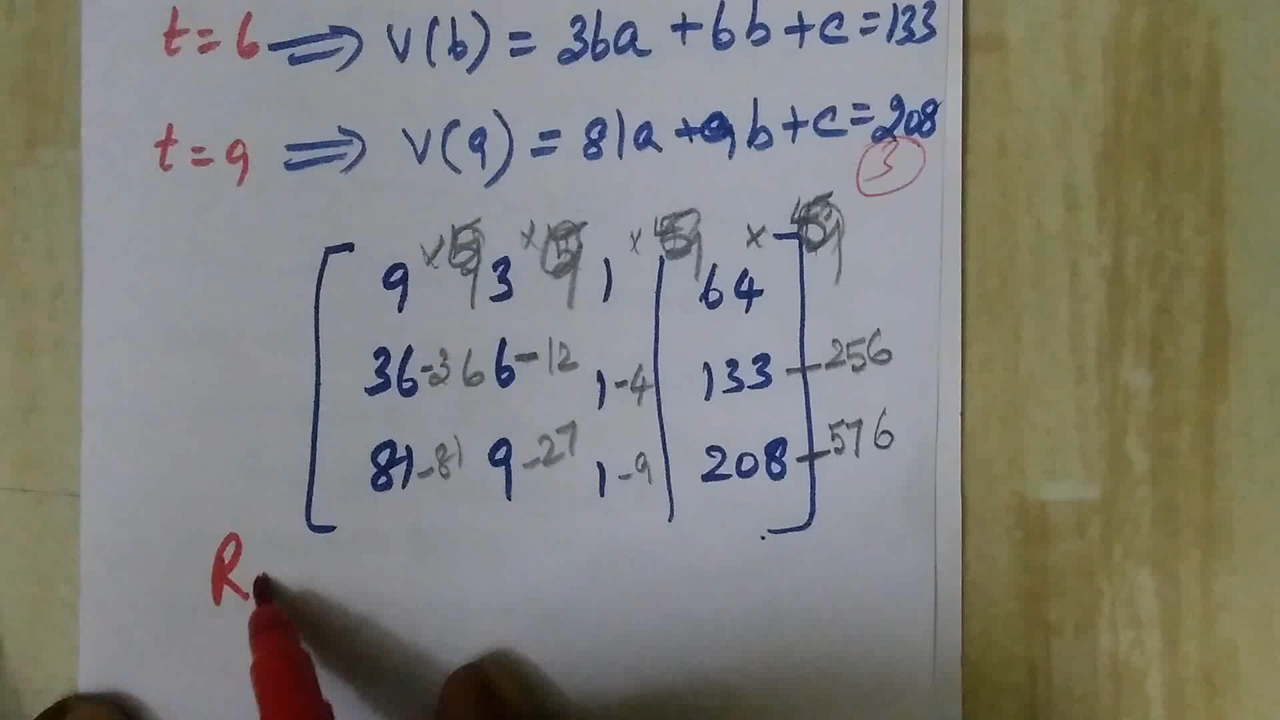 t=6 ⟹ V(6) = 36a + 6b + c = 133
t=9 ⟹ V(9) = 81a + 9b + c = 208
3
9 3 1 | 64
36 -36 6 -12 1 -4 | 133 -256
81 -81 9 -27 1 -9 | 208 -576
R